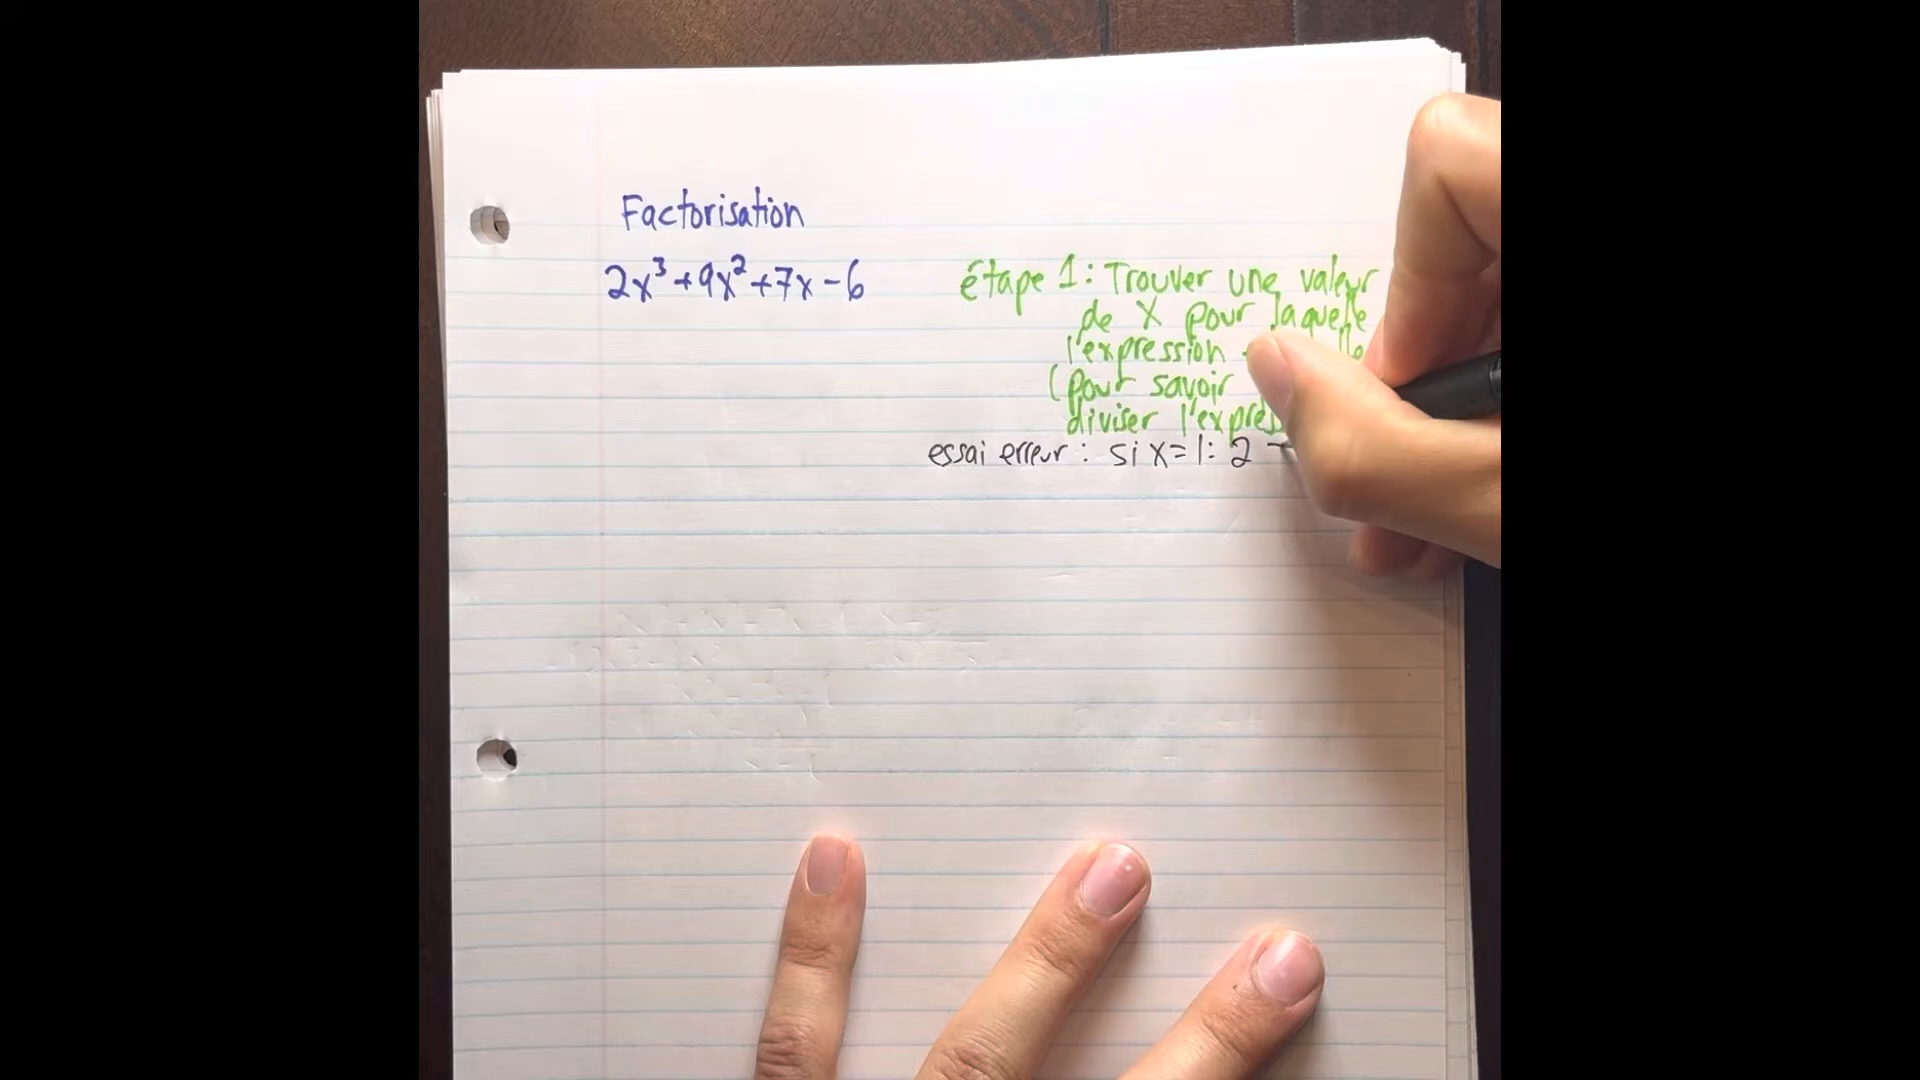 Factorisation
2x³+9x²+7x-6
étape 1: Trouver une valeur
de X pour laquelle
l'expression
(pour savoir
diviser
essai erreur : si x=1: 2